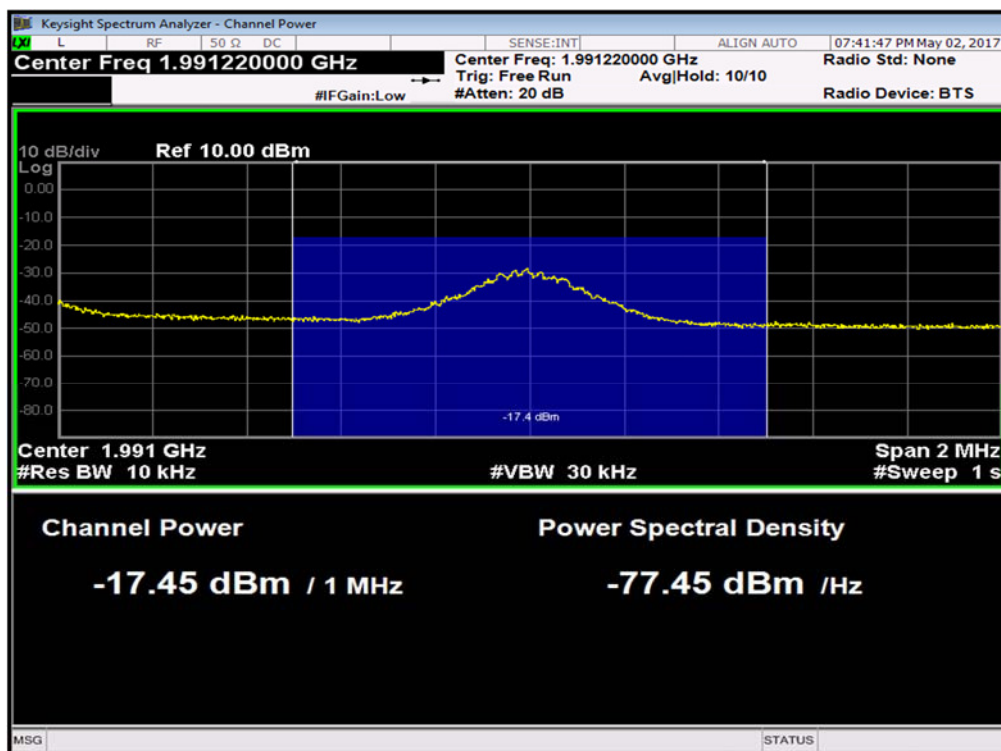 Keysight Spectrum Analyzer - Channel Power
LXI L RF 50 Ω DC SENSE:INT ALIGN AUTO 07:41:47 PM May 02, 2017
Center Freq 1.991220000 GHz
Center Freq: 1.991220000 GHz
Radio Std: None
Trig: Free Run
Avg|Hold: 10/10
#IFGain:Low
#Atten: 20 dB
Radio Device: BTS
10 dB/div
Ref 10.00 dBm
Log
0.00
-10.0
-20.0
-30.0
-40.0
-50.0
-60.0
-70.0
-80.0
-17.4 dBm
Center 1.991 GHz
Span 2 MHz
#Res BW 10 kHz
#VBW 30 kHz
#Sweep 1 s
Channel Power
Power Spectral Density
-17.45 dBm / 1 MHz
-77.45 dBm /Hz
MSG
STATUS